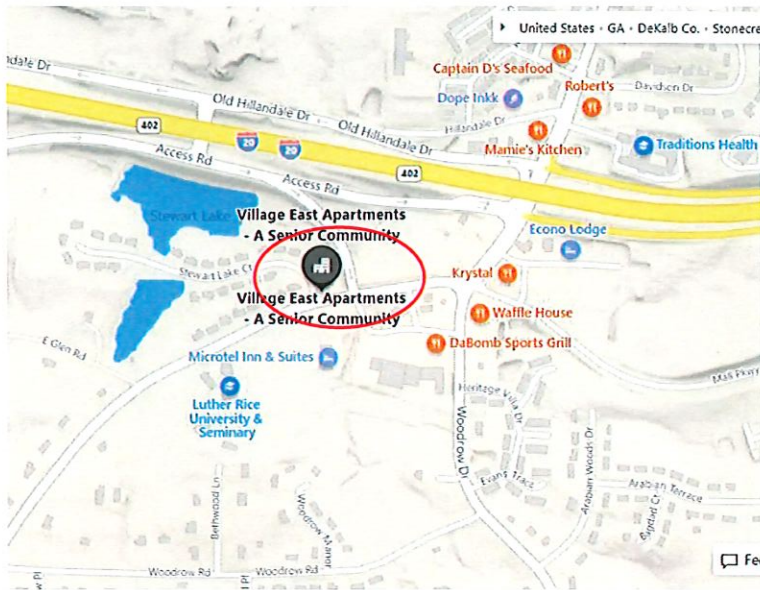 United States · GA · DeKalb Co. · Stonecre
Captain D's Seafood
Robert's
Davidson Dr
Dope Inkk
Hillandale Dr
Old Hillandale Dr
Old Hillandale Dr
Mamie's Kitchen
Traditions Health
402
20
20
402
Access Rd
Access Rd
Stewart Lake
Village East Apartments
- A Senior Community
Econo Lodge
Stewart Lake Ct
Krystal
Village East Apartments
- A Senior Community
Waffle House
DaBomb Sports Grill
E Glen Rd
Microtel Inn & Suites
Mall Pkwy
Luther Rice
University &
Seminary
Heritage Villa Dr
Woodrow Dr
Evans Trace
Arabian Woods Dr
Arabian Terrace
Bagdad Ct
Bethwood Ln
Woodrow Manor
Woodrow Rd
Woodrow Rd
Pl
Fee